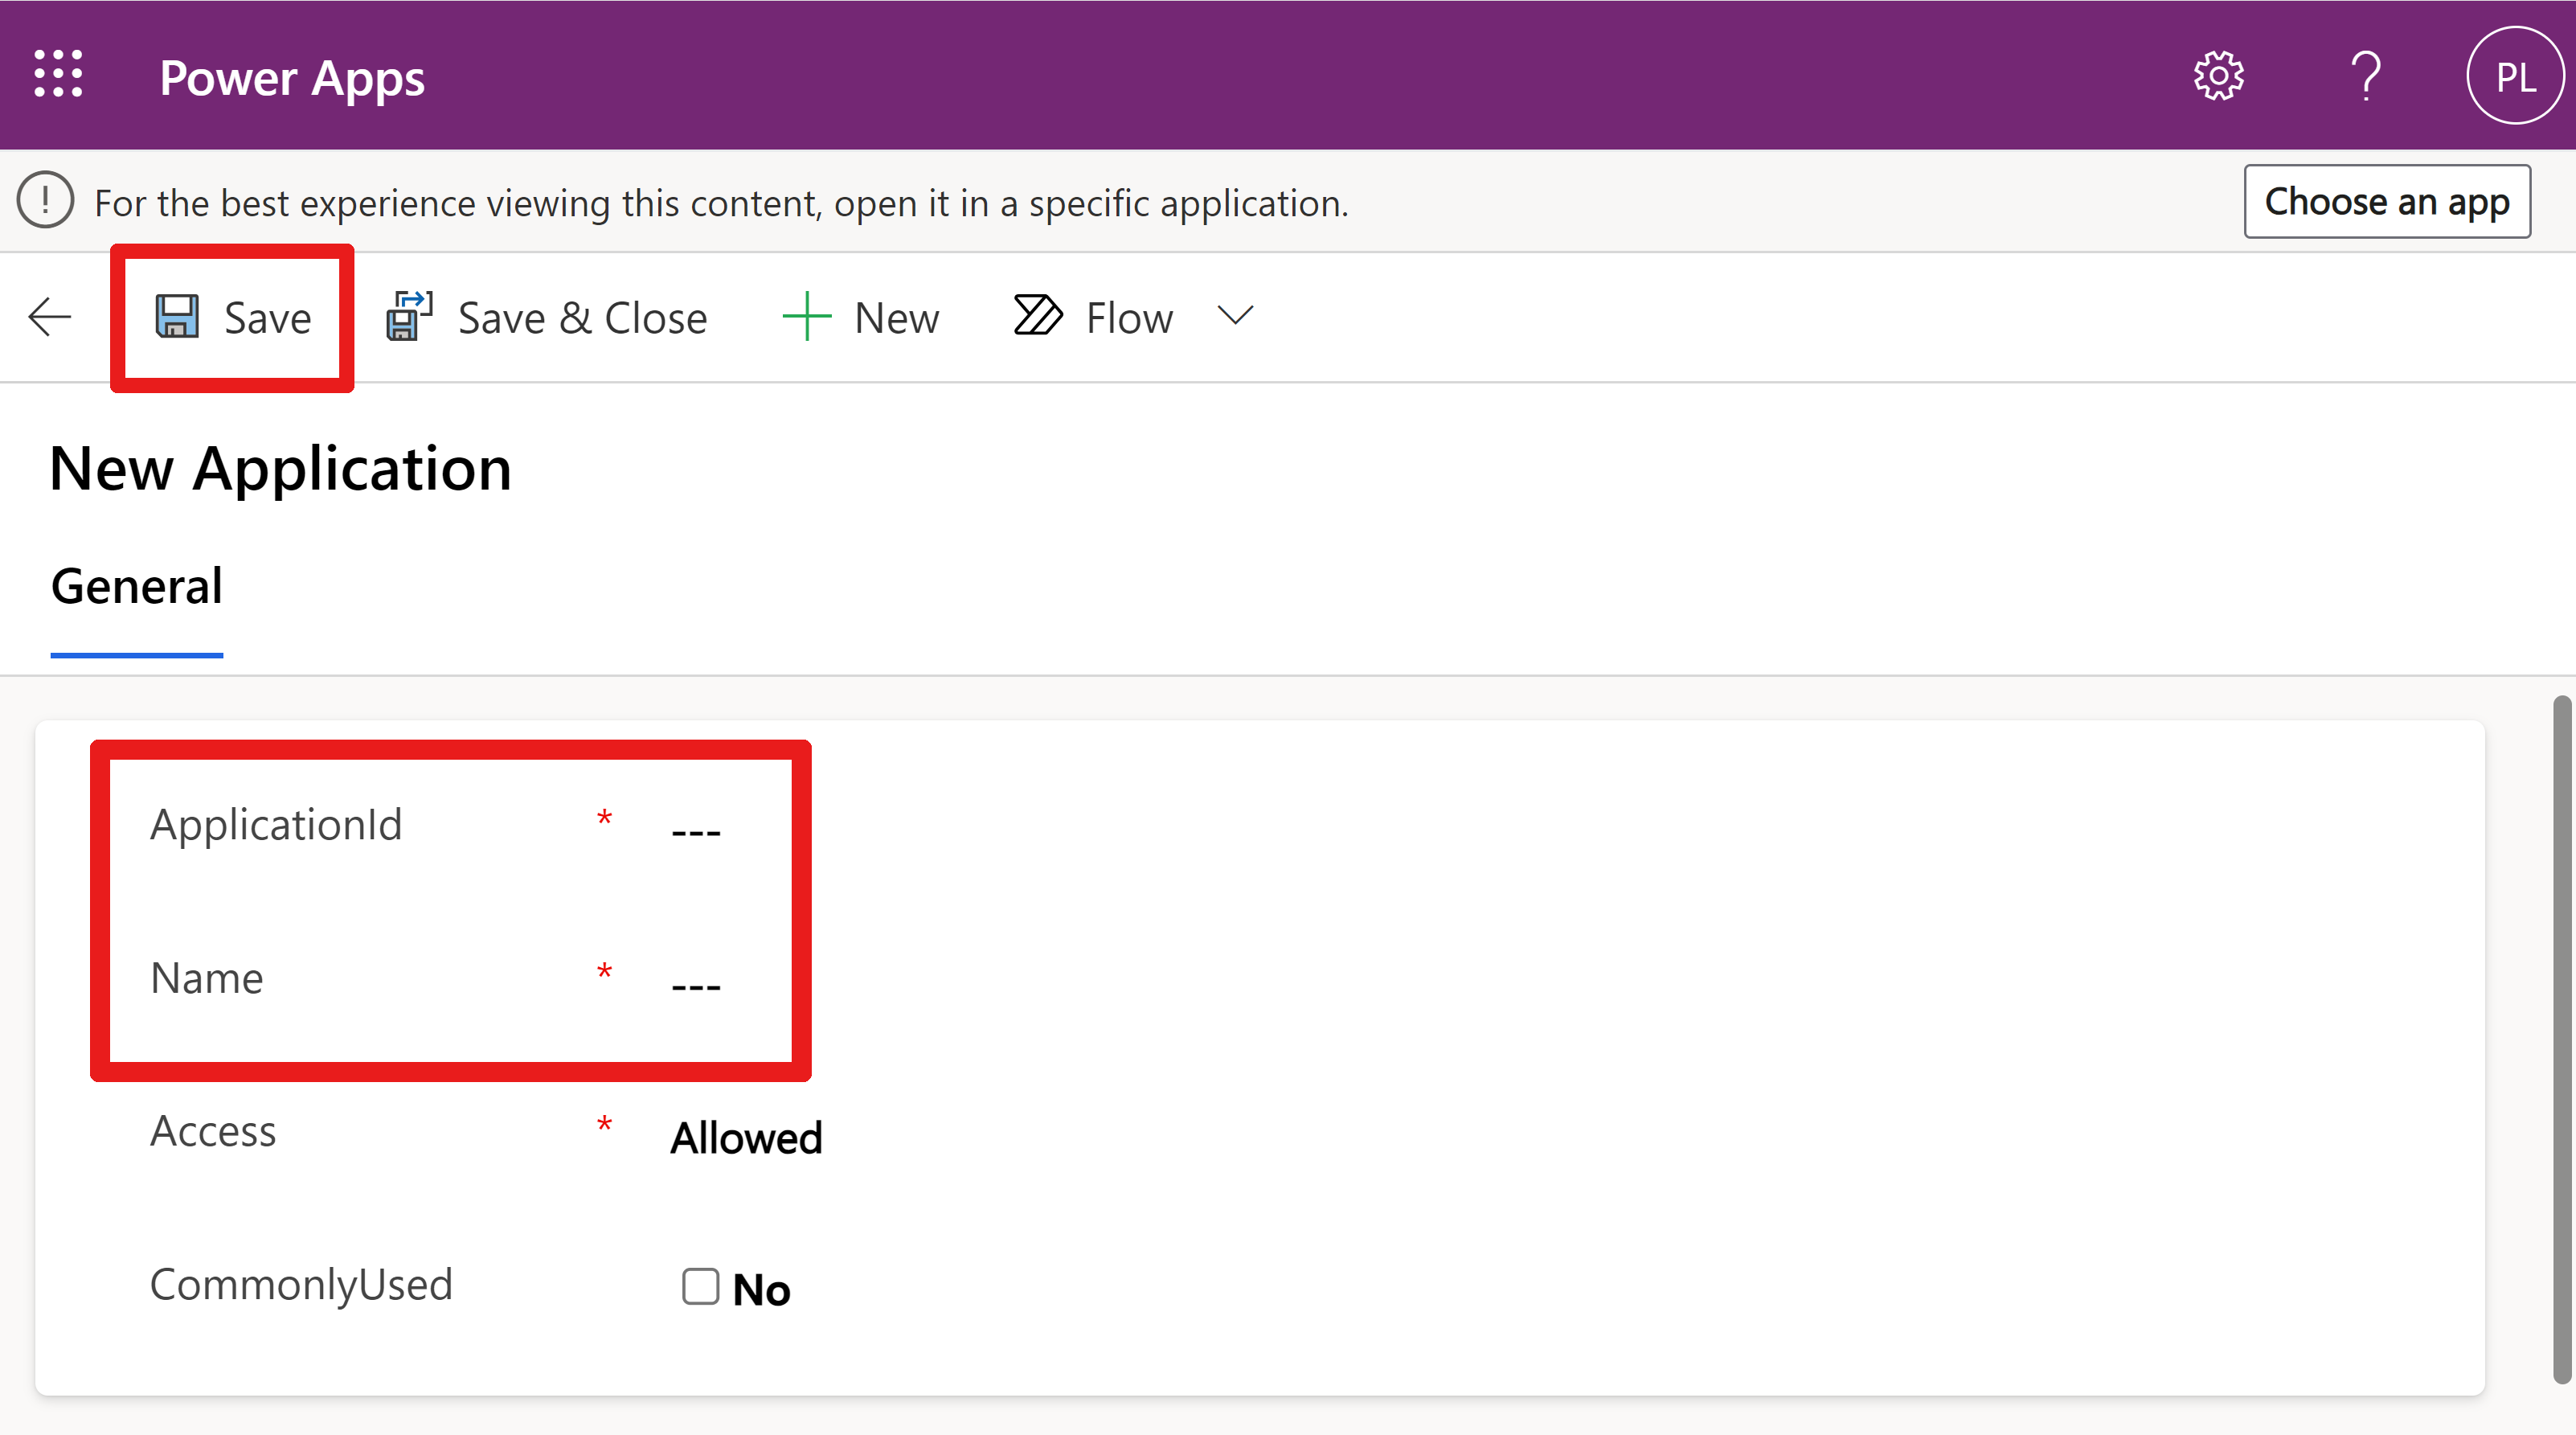 Power Apps
?
PL
For the best experience viewing this content, open it in a specific application.
Choose an app
Save
Save & Close
New
Flow
New Application
General
ApplicationId * ---
Name * ---
Access * Allowed
CommonlyUsed No